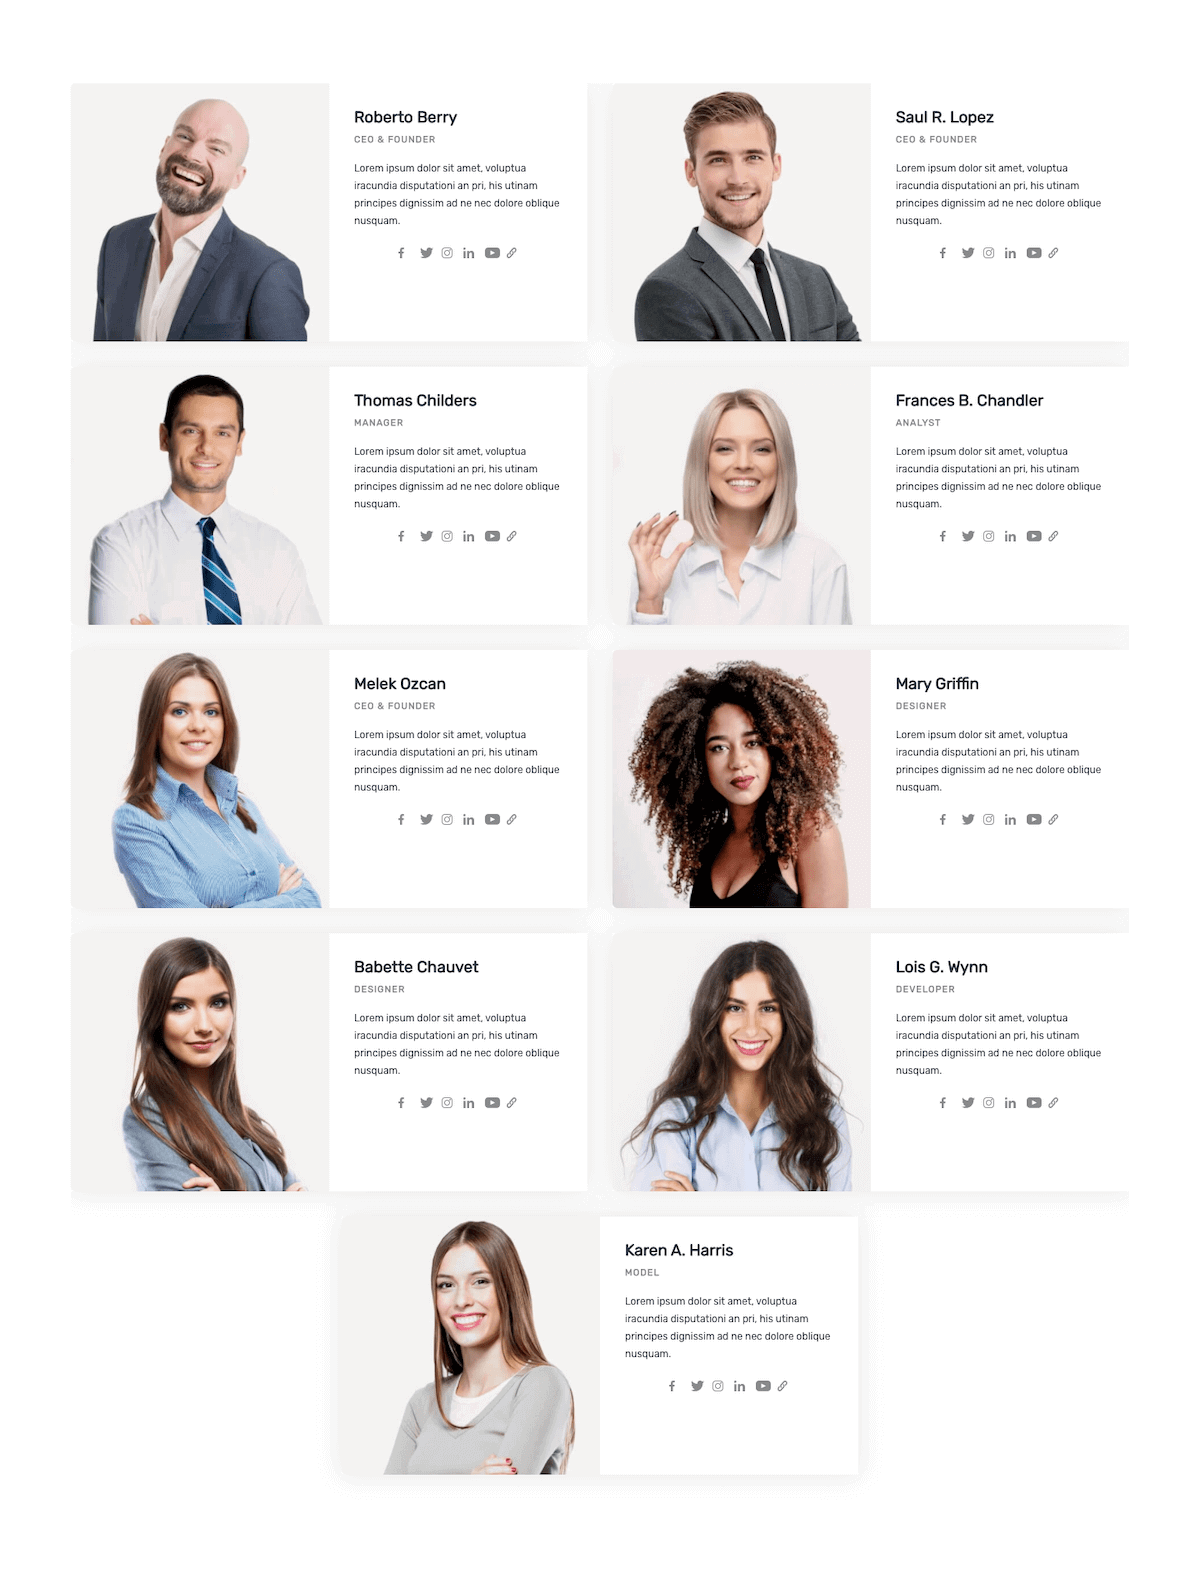 Roberto Berry
CEO & FOUNDER
Lorem ipsum dolor sit amet, voluptua
iracundia disputationi an pri, his utinam
principes dignissim ad ne nec dolore oblique
nusquam.
Saul R. Lopez
CEO & FOUNDER
Lorem ipsum dolor sit amet, voluptua
iracundia disputationi an pri, his utinam
principes dignissim ad ne nec dolore oblique
nusquam.
Thomas Childers
MANAGER
Lorem ipsum dolor sit amet, voluptua
iracundia disputationi an pri, his utinam
principes dignissim ad ne nec dolore oblique
nusquam.
Frances B. Chandler
ANALYST
Lorem ipsum dolor sit amet, voluptua
iracundia disputationi an pri, his utinam
principes dignissim ad ne nec dolore oblique
nusquam.
Melek Ozcan
CEO & FOUNDER
Lorem ipsum dolor sit amet, voluptua
iracundia disputationi an pri, his utinam
principes dignissim ad ne nec dolore oblique
nusquam.
Mary Griffin
DESIGNER
Lorem ipsum dolor sit amet, voluptua
iracundia disputationi an pri, his utinam
principes dignissim ad ne nec dolore oblique
nusquam.
Babette Chauvet
DESIGNER
Lorem ipsum dolor sit amet, voluptua
iracundia disputationi an pri, his utinam
principes dignissim ad ne nec dolore oblique
nusquam.
Lois G. Wynn
DEVELOPER
Lorem ipsum dolor sit amet, voluptua
iracundia disputationi an pri, his utinam
principes dignissim ad ne nec dolore oblique
nusquam.
Karen A. Harris
MODEL
Lorem ipsum dolor sit amet, voluptua
iracundia disputationi an pri, his utinam
principes dignissim ad ne nec dolore oblique
nusquam.